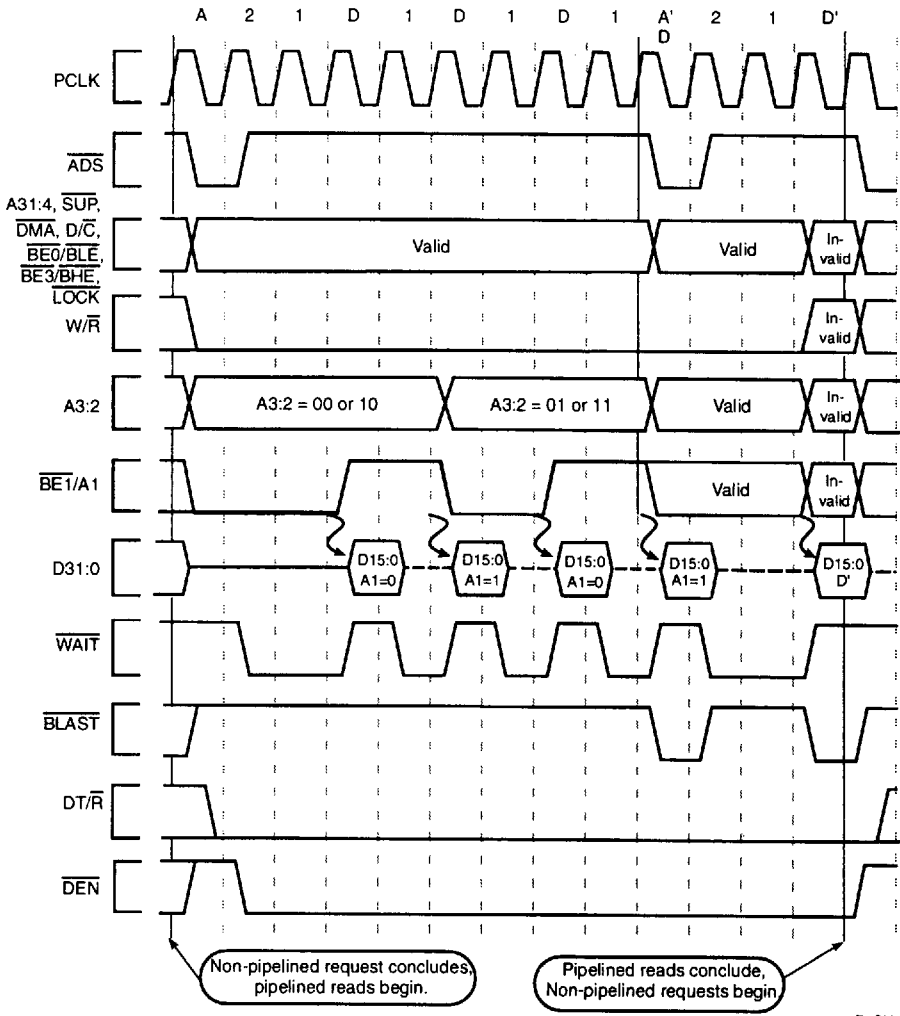 A 2 1 D 1 D 1 D 1 A' 2 1 D'
D
PCLK
ADS
A31:4, SUP,
DMA, D/C,
BE0/BLE,
BE3/BHE,
LOCK
Valid
Valid
In-
valid
W/R
In-
valid
A3:2
A3:2 = 00 or 10
A3:2 = 01 or 11
Valid
In-
valid
BE1/A1
Valid
In-
valid
D31:0
D15:0
A1=0
D15:0
A1=1
D15:0
A1=0
D15:0
A1=1
D15:0
D'
WAIT
BLAST
DT/R
DEN
Non-pipelined request concludes,
pipelined reads begin.
Pipelined reads conclude,
Non-pipelined requests begin.